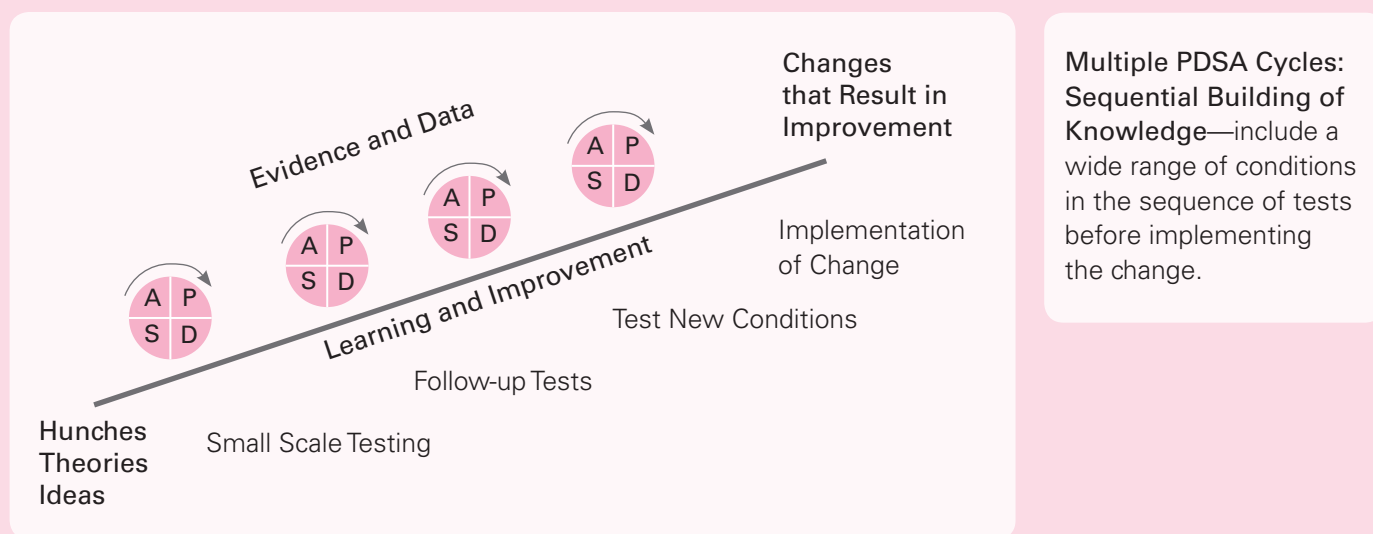 Changes
that Result in
Improvement
Evidence and Data
A P
S D
A P
S D
A P
S D
A P
S D
Learning and Improvement
Implementation
of Change
Test New Conditions
Follow-up Tests
Small Scale Testing
Hunches
Theories
Ideas
Multiple PDSA Cycles:
Sequential Building of
Knowledge—include a
wide range of conditions
in the sequence of tests
before implementing
the change.